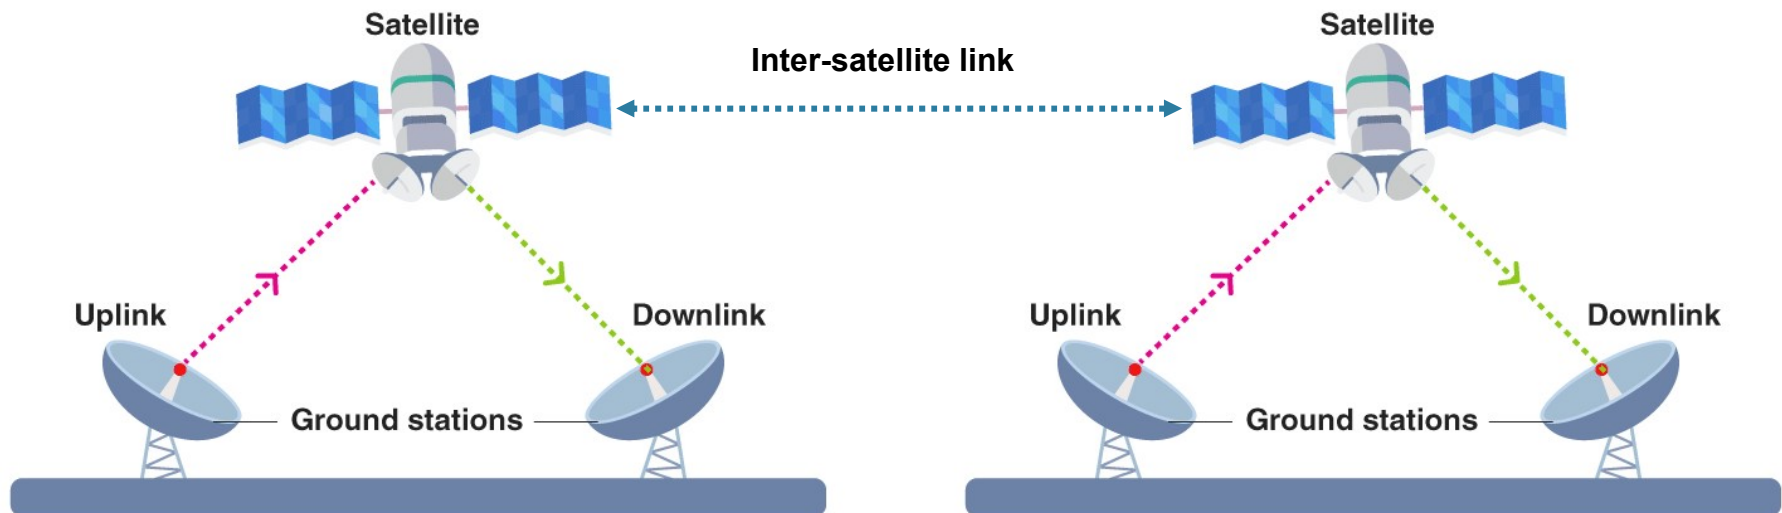 Satellite
Inter-satellite link
Satellite
Uplink
Downlink
Uplink
Downlink
Ground stations
Ground stations